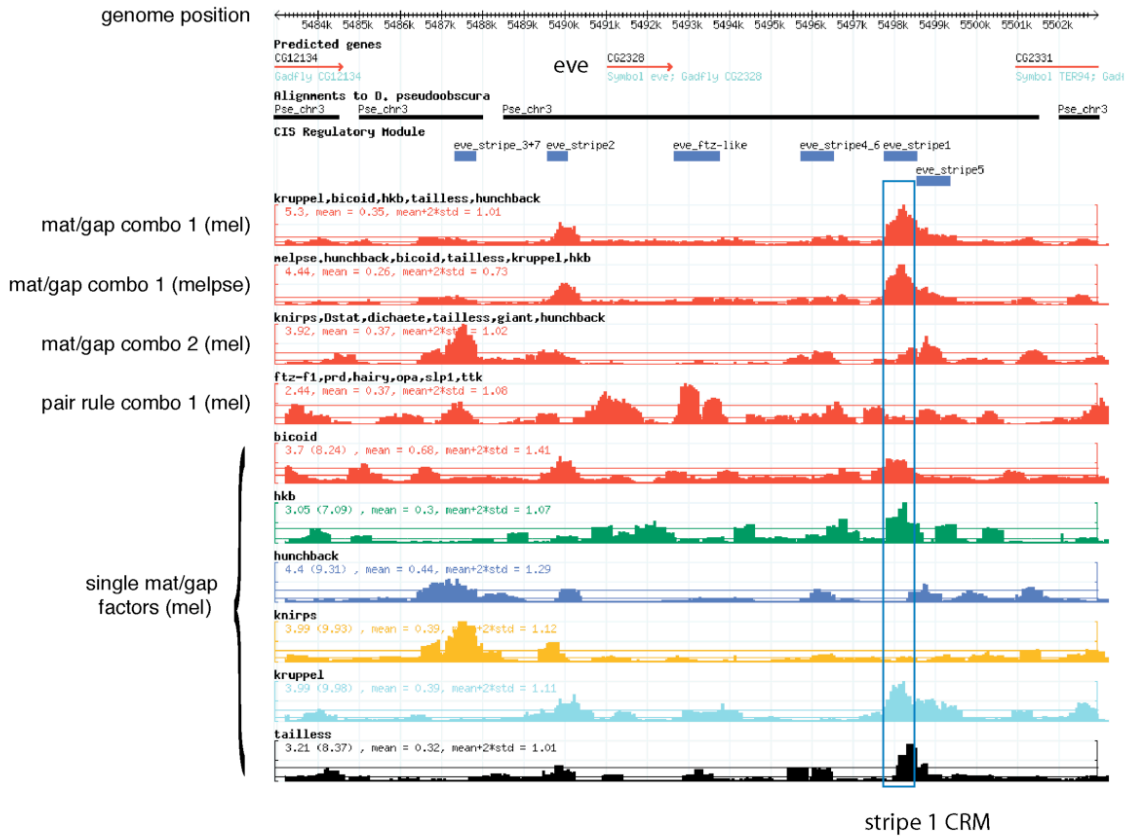 genome position
5484k 5485k 5486k 5487k 5488k 5489k 5490k 5491k 5492k 5493k 5494k 5495k 5496k 5497k 5498k 5499k 5500k 5501k 5502k
Predicted genes
CG12134 eve CG2328 CG2331
Gadfly CG12134 Symbol eve; Gadfly CG2328 Symbol TER94; Gadf
Alignments to D. pseudoobscura
Pse_chr3 Pse_chr3 Pse_chr3 Pse_chr3
CIS Regulatory Module
eve_stripe_3+7 eve_stripe2 eve_ftz-like eve_stripe4_6 eve_stripe1
eve_stripe5
kruppel,bicoid,hkb,tailless,hunchback
mat/gap combo 1 (mel) 5.3, mean = 0.35, mean+2*std = 1.01
melpse.hunchback,bicoid,tailless,kruppel,hkb
mat/gap combo 1 (melpse) 4.44, mean = 0.26, mean+2*std = 0.73
knirps,Dstat,dichaete,tailless,giant,hunchback
mat/gap combo 2 (mel) 3.92, mean = 0.37, mean+2*std = 1.02
ftz-f1,prd,hairy,opa,slp1,ttk
pair rule combo 1 (mel) 2.44, mean = 0.37, mean+2*std = 1.08
bicoid
3.7 (8.24) , mean = 0.68, mean+2*std = 1.41
hkb
3.05 (7.09) , mean = 0.3, mean+2*std = 1.07
hunchback
4.4 (9.31) , mean = 0.44, mean+2*std = 1.29
single mat/gap
factors (mel)
knirps
3.99 (9.93) , mean = 0.39, mean+2*std = 1.12
kruppel
3.99 (9.98) , mean = 0.39, mean+2*std = 1.11
tailless
3.21 (8.37) , mean = 0.32, mean+2*std = 1.01
stripe 1 CRM